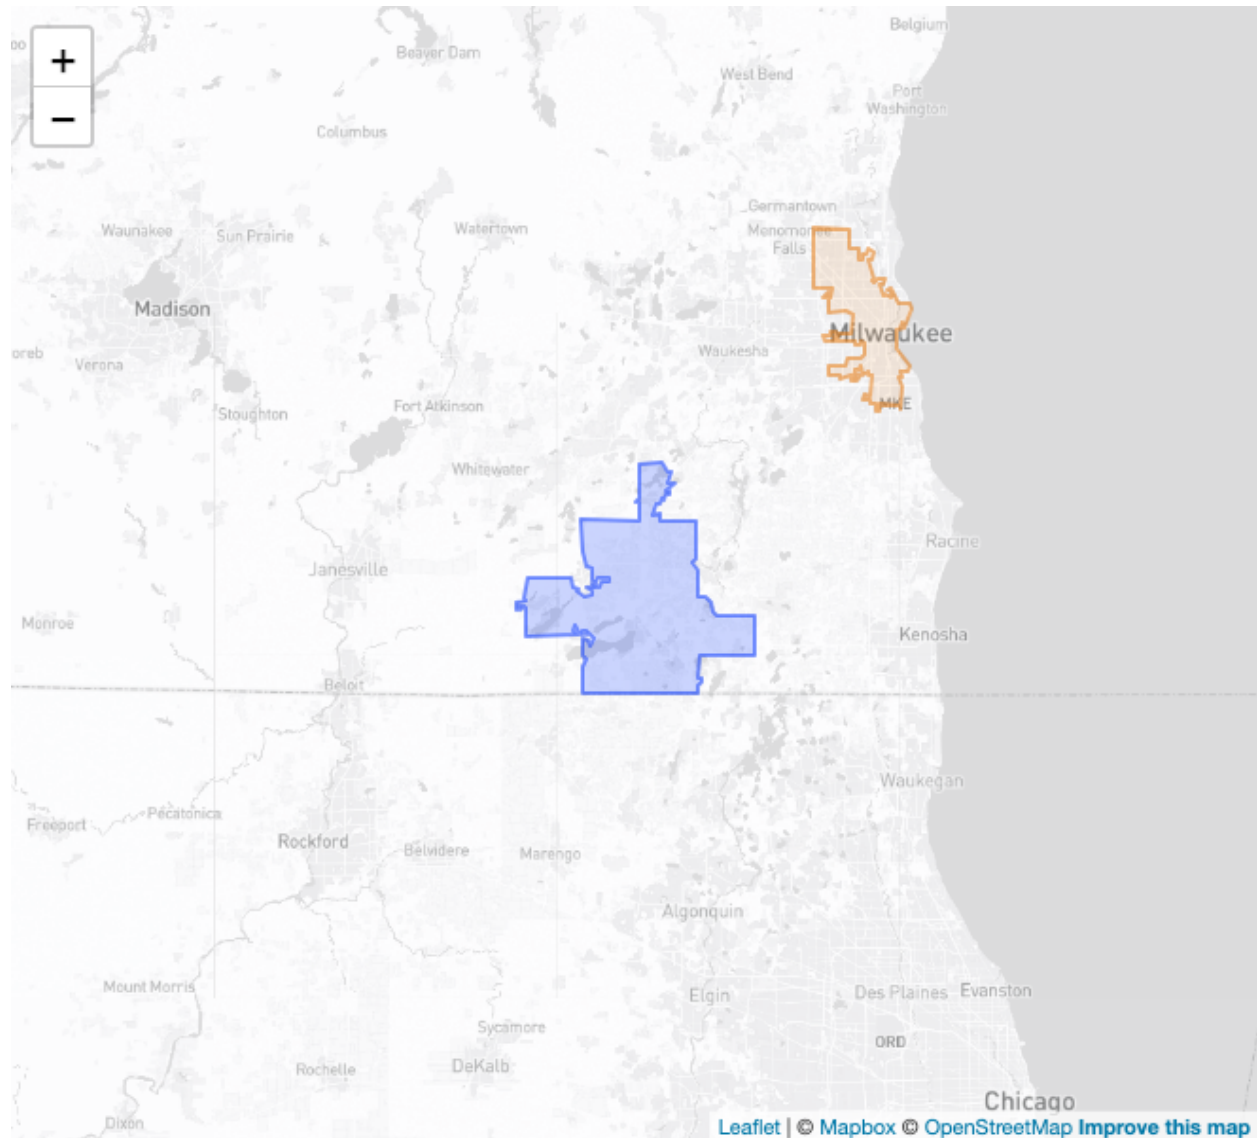 +
−
oo
Beaver Dam
Belgium
West Bend
Port
Washington
Columbus
Germantown
Waunakee
Sun Prairie
Watertown
Menomonee
Falls
Madison
Milwaukee
oreb
Verona
Waukesha
Stoughton
Fort Atkinson
MKE
Whitewater
Racine
Janesville
Monroe
Kenosha
Beloit
Waukegan
Freeport
Pecatonica
Rockford
Belvidere
Marengo
Algonquin
Mount Morris
Elgin
Des Plaines
Evanston
Sycamore
ORD
Rochelle
DeKalb
Chicago
Dixon
Leaflet | © Mapbox © OpenStreetMap Improve this map